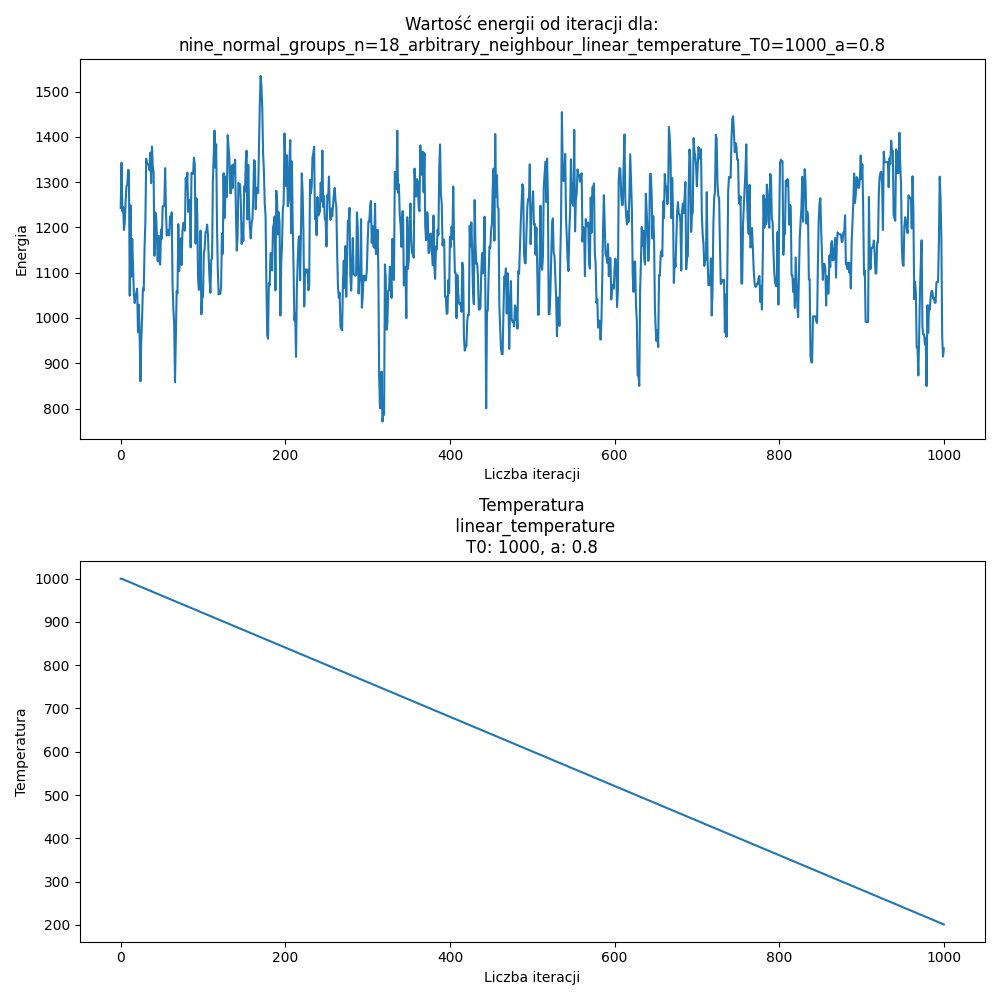 Wartość energii od iteracji dla:
nine_normal_groups_n=18_arbitrary_neighbour_linear_temperature_T0=1000_a=0.8
1500
1400
1300
1200
1100
1000
900
800
Energia
0 200 400 600 800 1000
Liczba iteracji
Temperatura
linear_temperature
T0: 1000, a: 0.8
1000
900
800
700
600
500
400
300
200
Temperatura
0 200 400 600 800 1000
Liczba iteracji